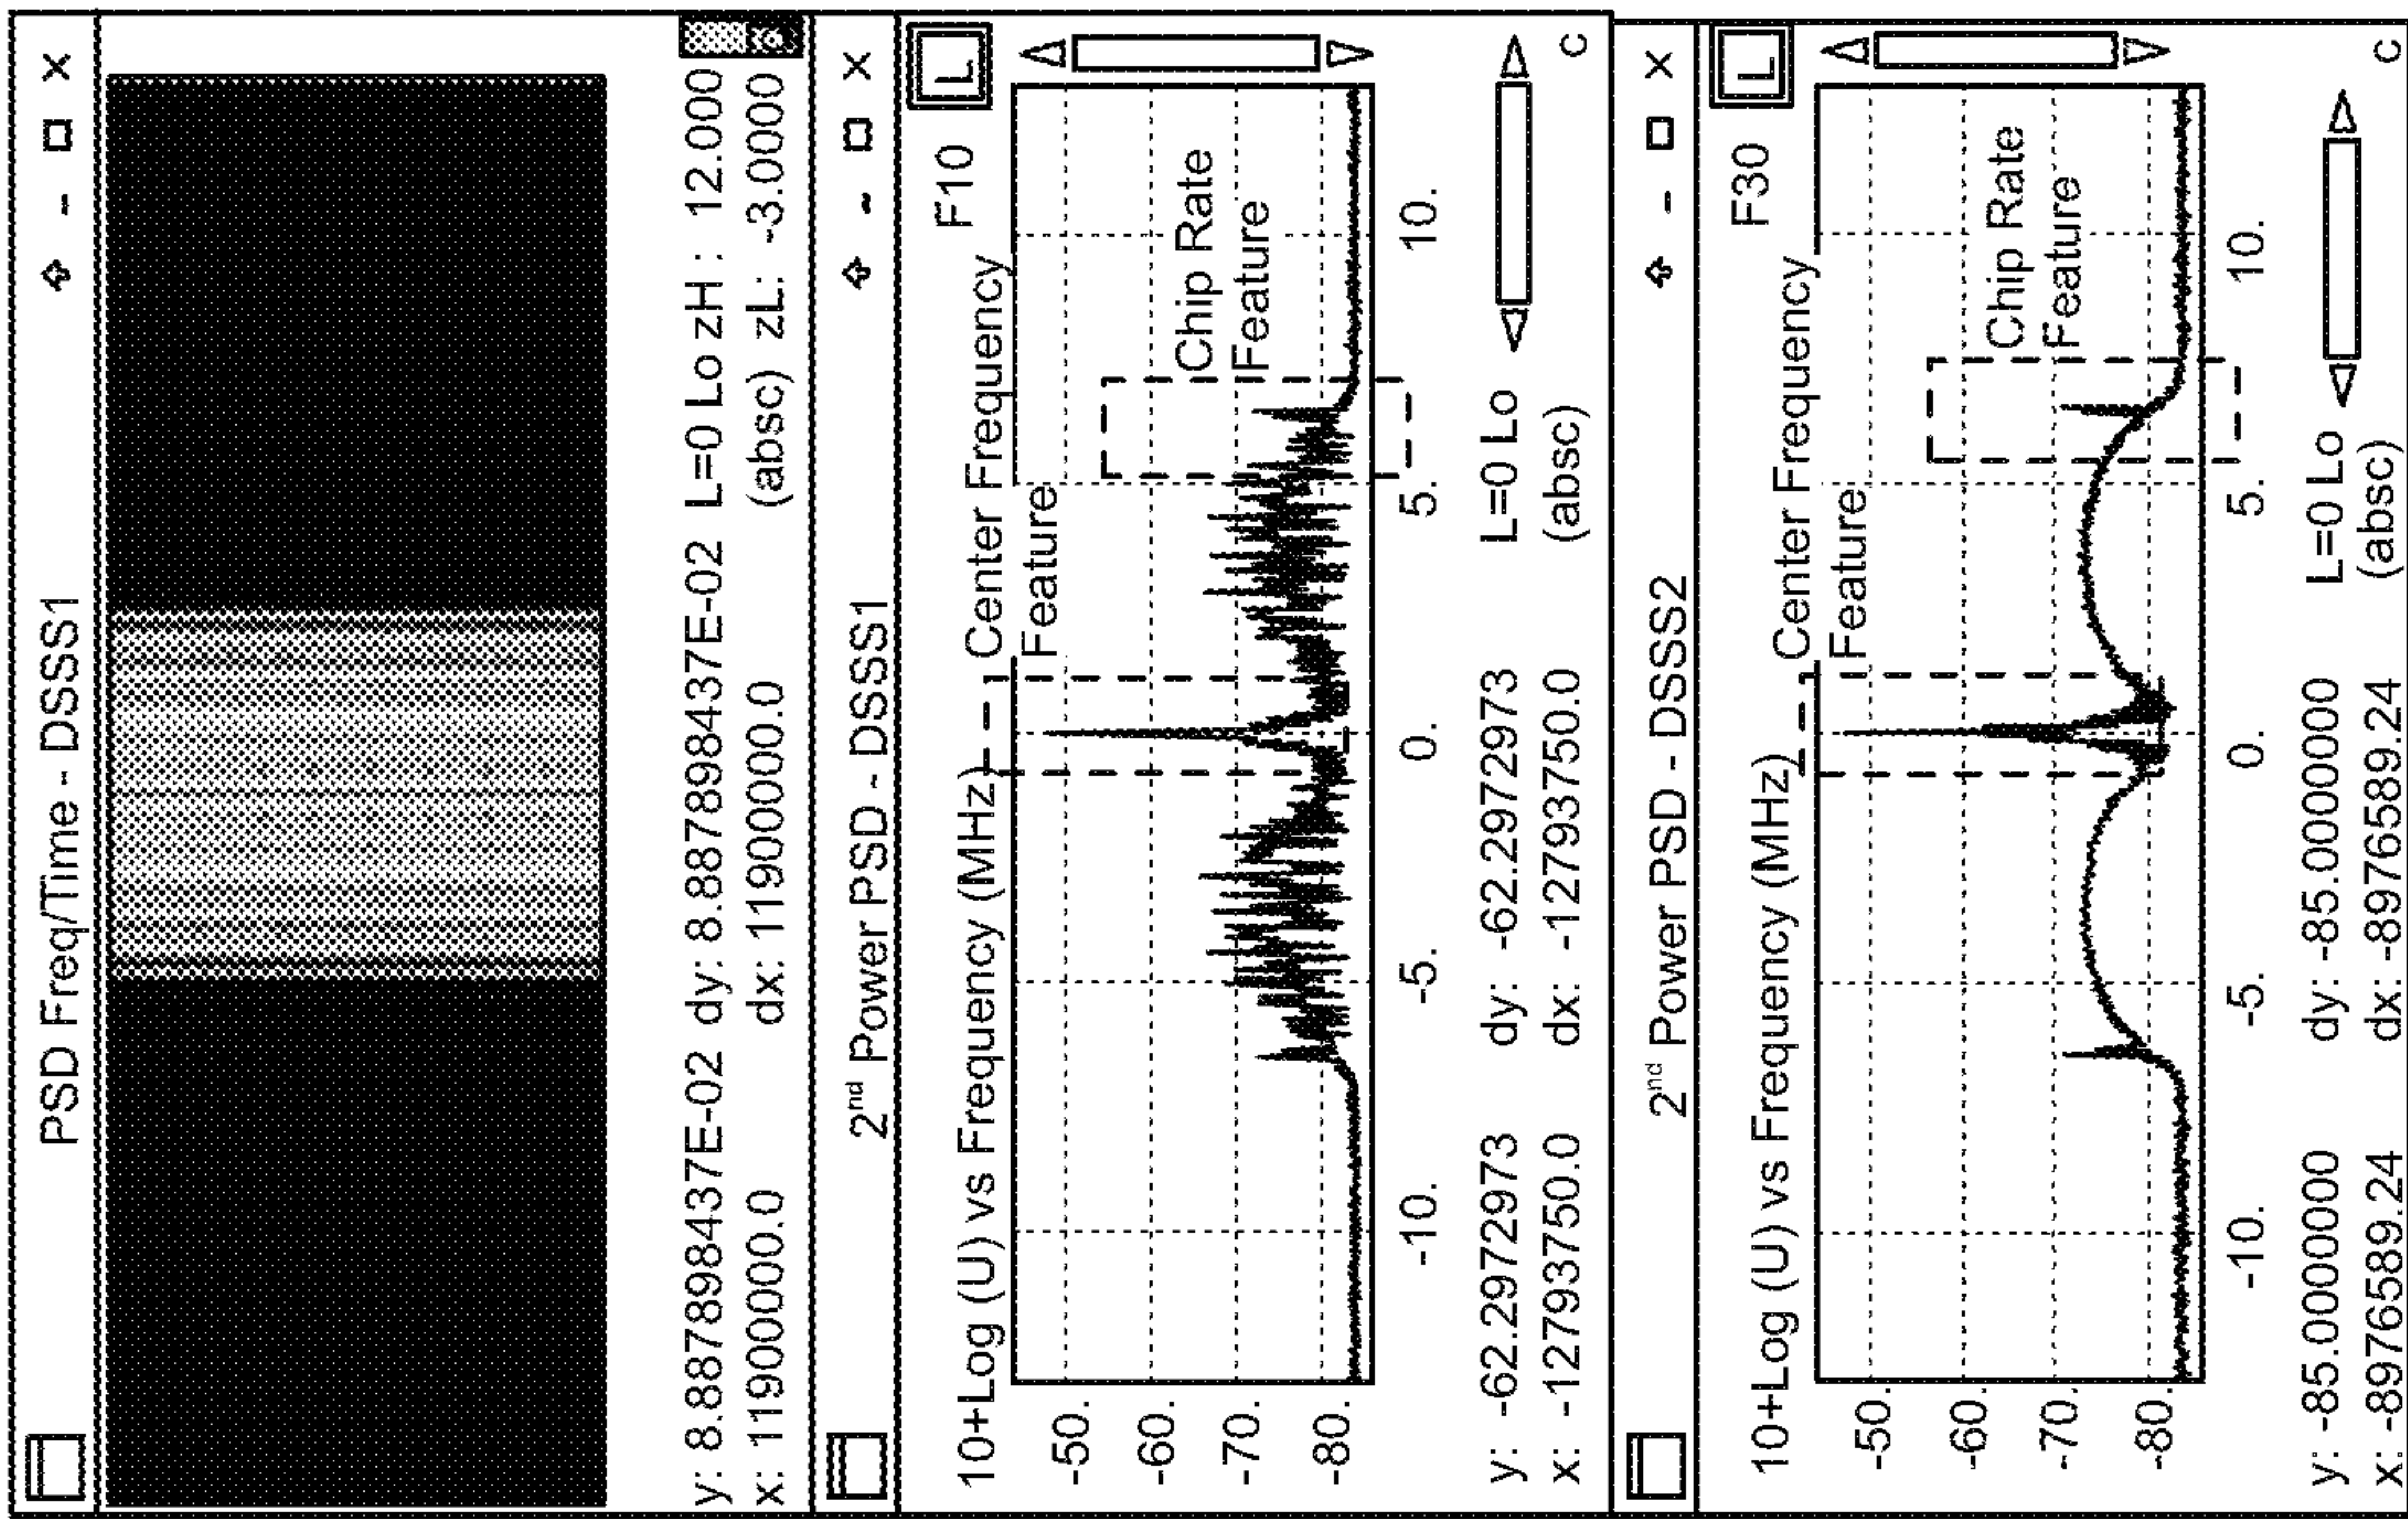 PSD Freq/Time - DSSS1
y: 8.887898437E-02 dy: 8.887898437E-02 L=0 Lo zH : 12.000
x: 11900000.0 dx: 11900000.0 (absc) zL: -3.0000
2nd Power PSD - DSSS1
10+Log (U) vs Frequency (MHz) Center Frequency F10
Feature
L
Chip Rate
Feature
-50.
-60.
-70.
-80.
-10. -5. 0. 5. 10.
y: -62.2972973 dy: -62.2972973 L=0 Lo
x: -12793750.0 dx: -12793750.0 (absc) c
2nd Power PSD - DSSS2
10+Log (U) vs Frequency (MHz) Center Frequency F30
Feature
L
Chip Rate
Feature
-50.
-60.
-70.
-80.
-10. -5. 0. 5. 10.
y: -85.0000000 dy: -85.0000000 L=0 Lo
x: -8976589.24 dx: -8976589.24 (absc) c